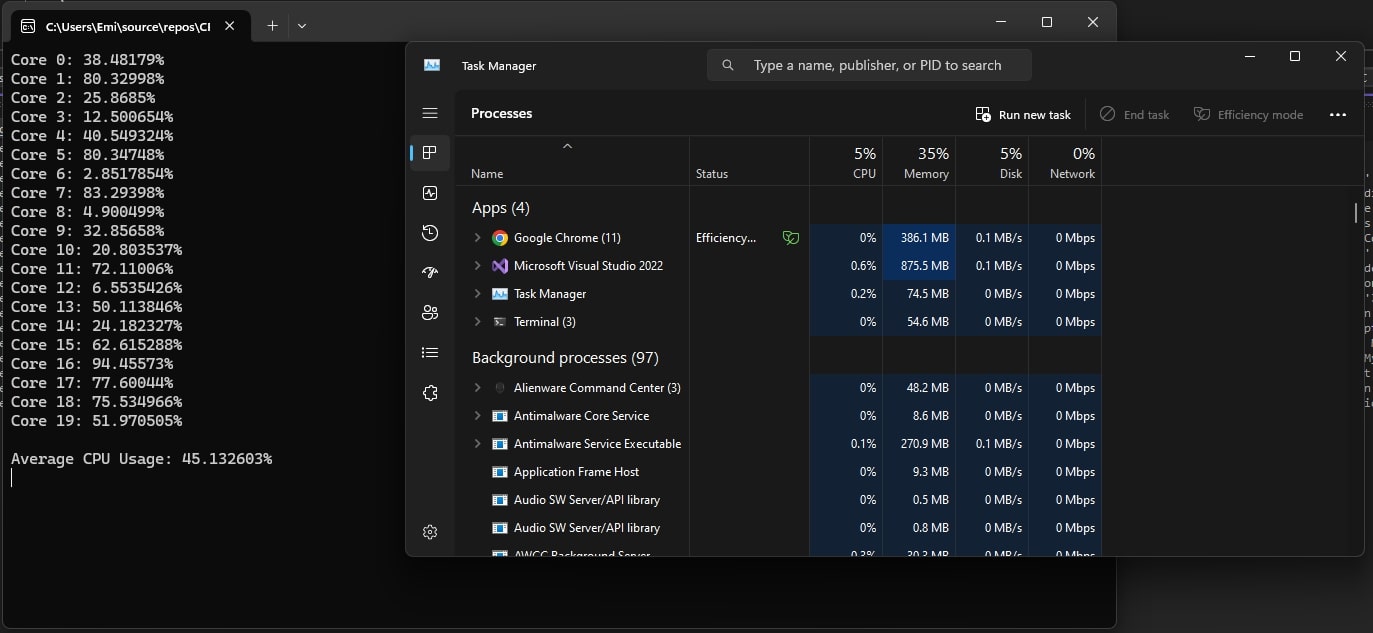 C:\Users\Emi\source\repos\CI
Core 0: 38.48179%
Core 1: 80.32998%
Core 2: 25.8685%
Core 3: 12.500654%
Core 4: 40.549324%
Core 5: 80.34748%
Core 6: 2.8517854%
Core 7: 83.29398%
Core 8: 4.900499%
Core 9: 32.85658%
Core 10: 20.803537%
Core 11: 72.11006%
Core 12: 6.5535426%
Core 13: 50.113846%
Core 14: 24.182327%
Core 15: 62.615288%
Core 16: 94.45573%
Core 17: 77.60044%
Core 18: 75.534966%
Core 19: 51.970505%
Average CPU Usage: 45.132603%
Task Manager
Type a name, publisher, or PID to search
Processes
Run new task
End task
Efficiency mode
5% 35% 5% 0%
Name Status CPU Memory Disk Network
Apps (4)
Google Chrome (11) Efficiency... 0% 386.1 MB 0.1 MB/s 0 Mbps
Microsoft Visual Studio 2022 0.6% 875.5 MB 0.1 MB/s 0 Mbps
Task Manager 0.2% 74.5 MB 0 MB/s 0 Mbps
Terminal (3) 0% 54.6 MB 0 MB/s 0 Mbps
Background processes (97)
Alienware Command Center (3) 0% 48.2 MB 0 MB/s 0 Mbps
Antimalware Core Service 0% 8.6 MB 0 MB/s 0 Mbps
Antimalware Service Executable 0.1% 270.9 MB 0.1 MB/s 0 Mbps
Application Frame Host 0% 9.3 MB 0 MB/s 0 Mbps
Audio SW Server/API library 0% 0.5 MB 0 MB/s 0 Mbps
Audio SW Server/API library 0% 0.8 MB 0 MB/s 0 Mbps
AWCC Background Server 0.3% 30.3 MB 0 MB/s 0 Mbps